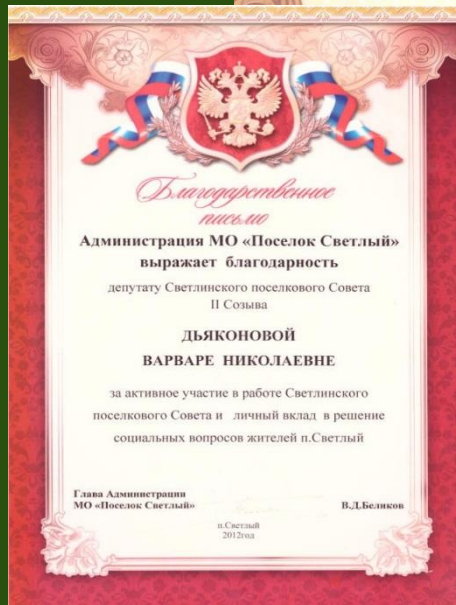 Благодарственное
письмо
Администрация МО «Поселок Светлый»
выражает благодарность
депутату Светлинского поселкового Совета
II Созыва
ДЬЯКОНОВОЙ
ВАРВАРЕ НИКОЛАЕВНЕ
за активное участие в работе Светлинского
поселкового Совета и личный вклад в решение
социальных вопросов жителей п.Светлый
Глава Администрации
МО «Поселок Светлый» В.Д.Беликов
п.Светлый
2012год